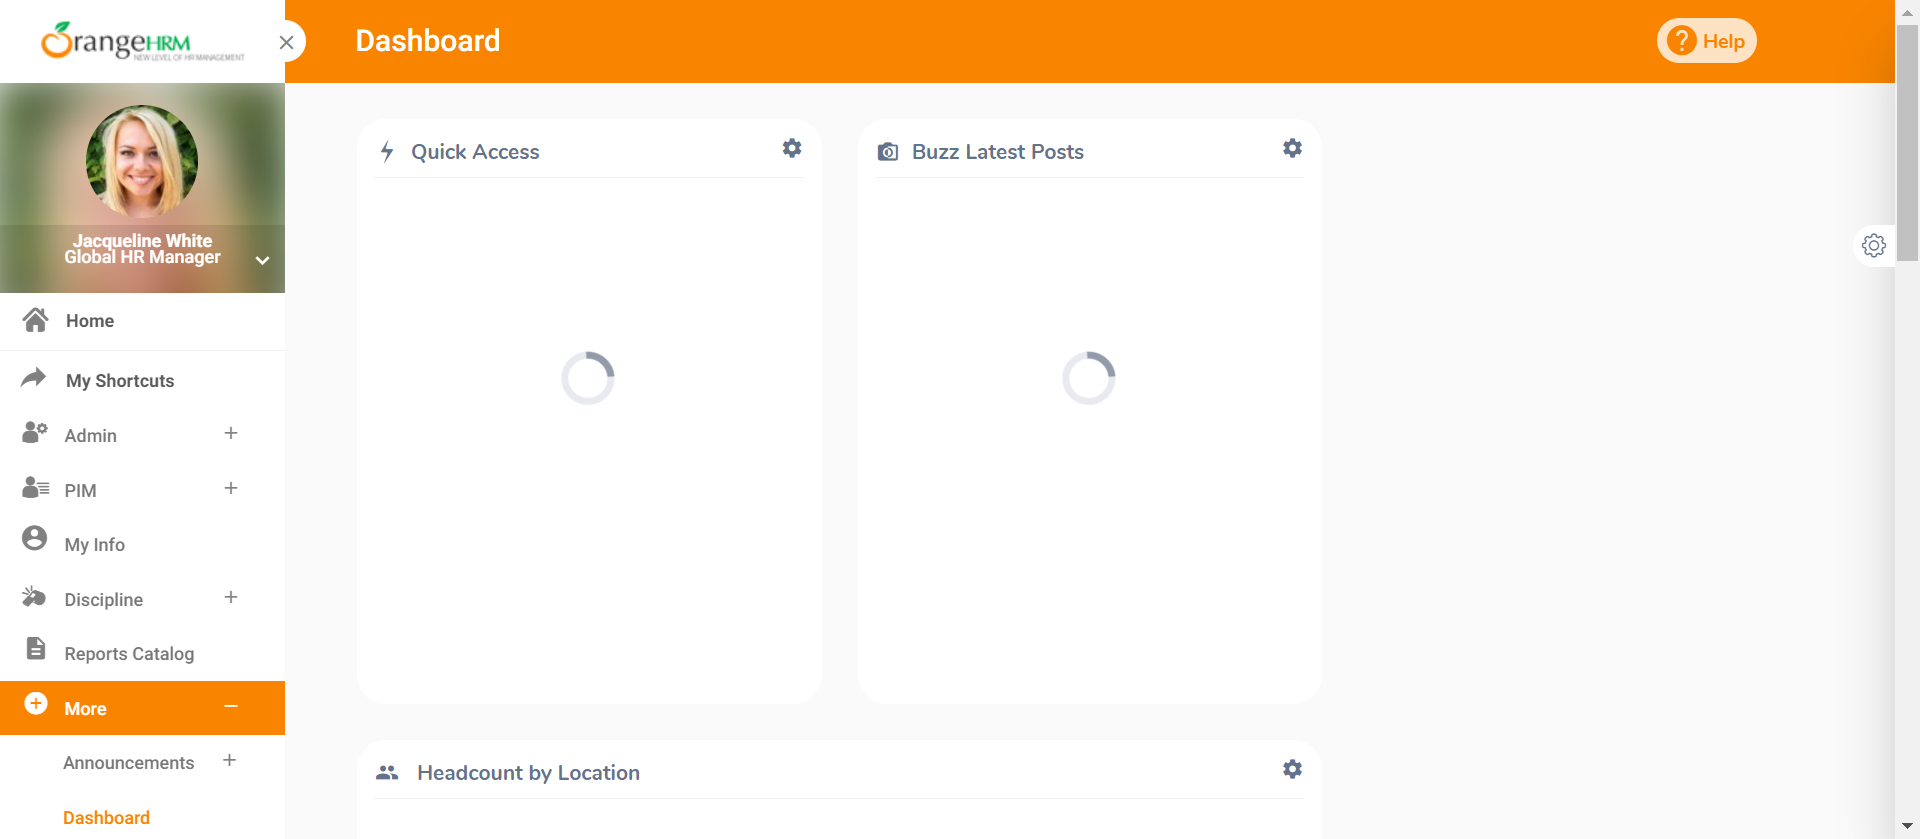 OrangeHRM
NEW LEVEL OF HR MANAGEMENT
Dashboard
Help
Jacqueline White
Global HR Manager
Home
My Shortcuts
Admin
PIM
My Info
Discipline
Reports Catalog
More
Announcements
Dashboard
Quick Access
Buzz Latest Posts
Headcount by Location